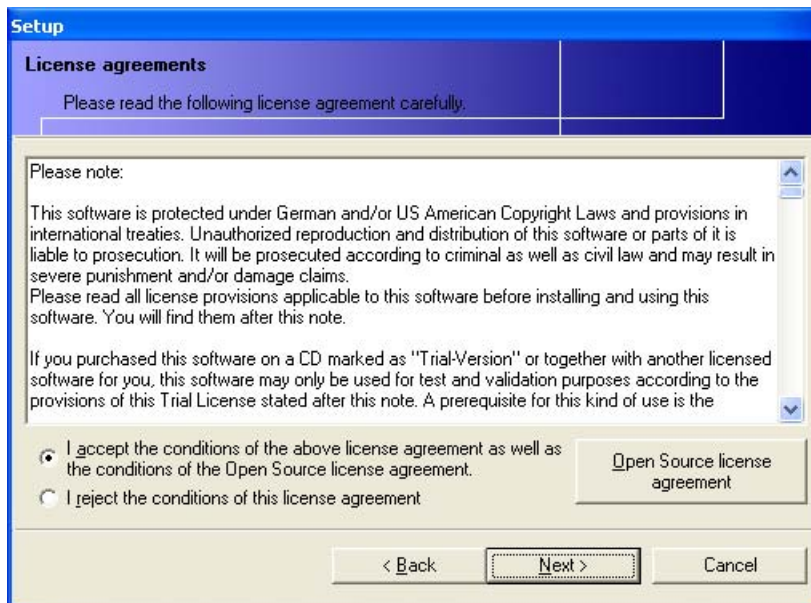 Setup
License agreements
Please read the following license agreement carefully.
Please note:
This software is protected under German and/or US American Copyright Laws and provisions in
international treaties. Unauthorized reproduction and distribution of this software or parts of it is
liable to prosecution. It will be prosecuted according to criminal as well as civil law and may result in
severe punishment and/or damage claims.
Please read all license provisions applicable to this software before installing and using this
software. You will find them after this note.
If you purchased this software on a CD marked as "Trial-Version" or together with another licensed
software for you, this software may only be used for test and validation purposes according to the
provisions of this Trial License stated after this note. A prerequisite for this kind of use is the
I accept the conditions of the above license agreement as well as
the conditions of the Open Source license agreement.
Open Source license
agreement
I reject the conditions of this license agreement
< Back
Next >
Cancel